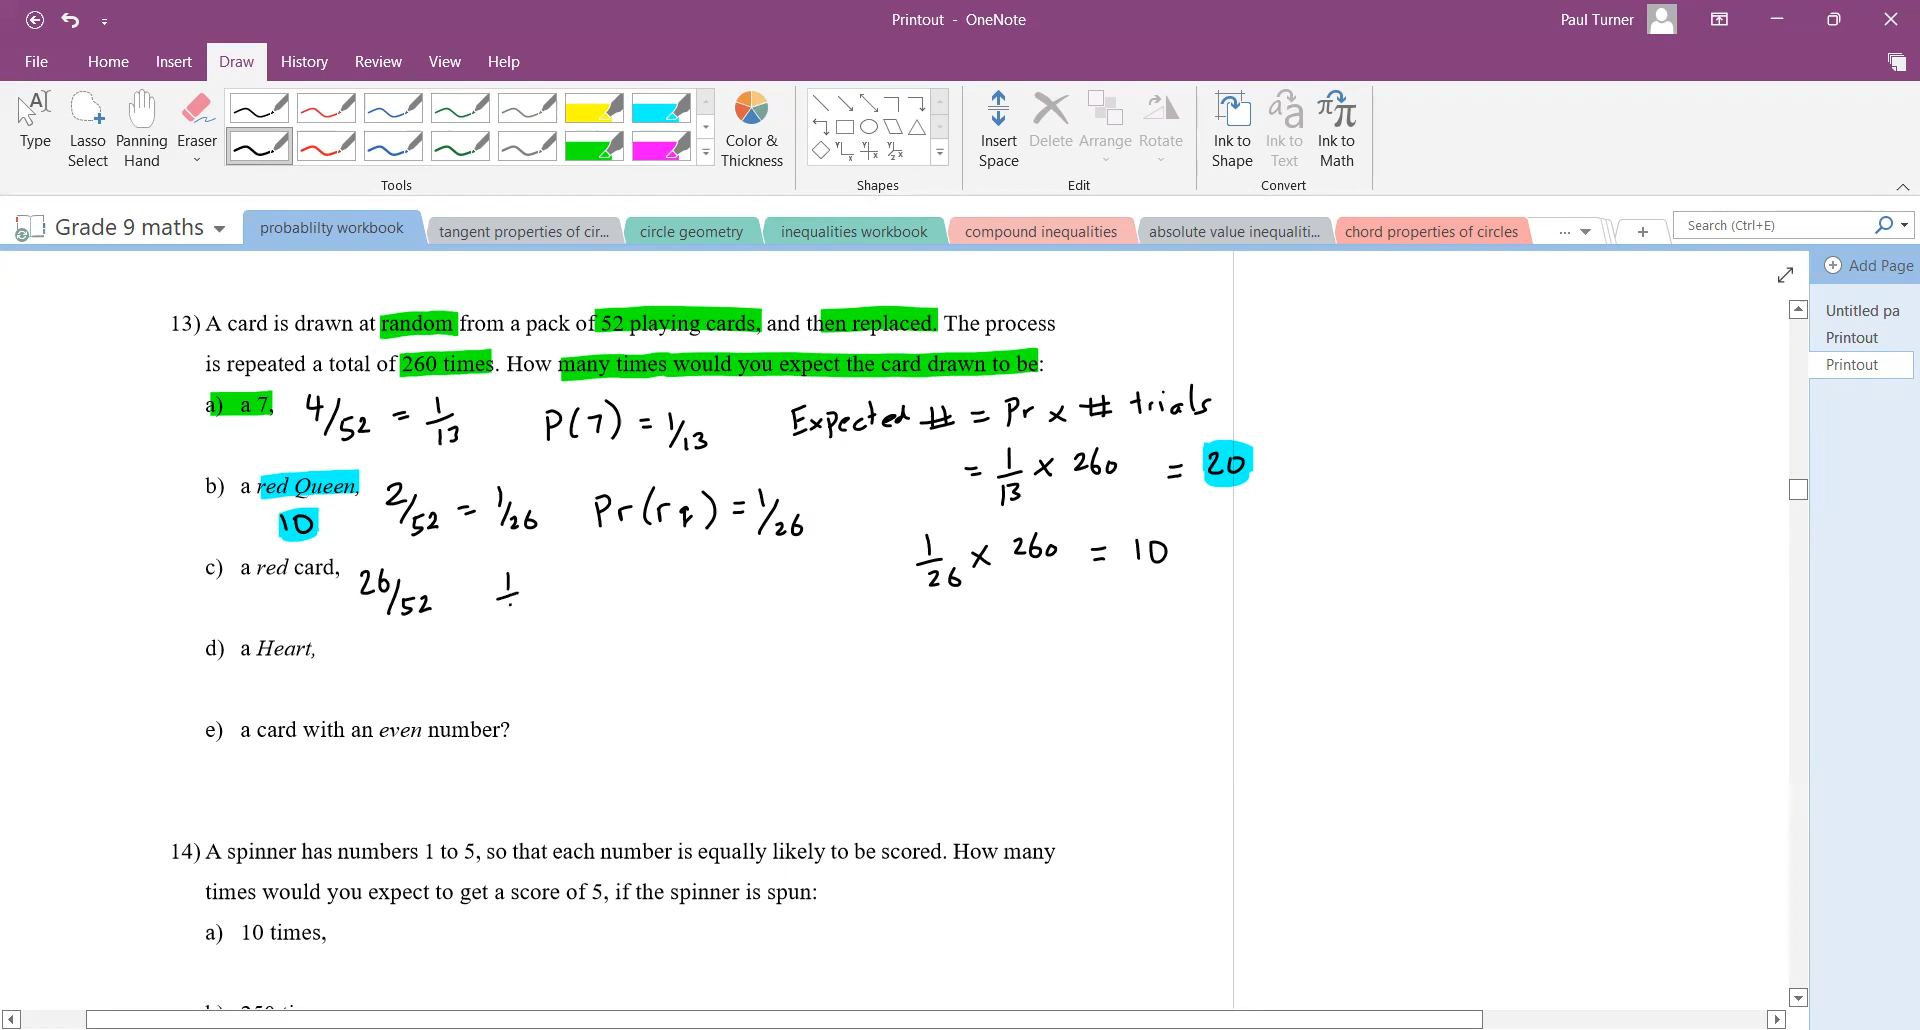 Printout - OneNote
Paul Turner
File Home Insert Draw History Review View Help
Type
Lasso Select
Panning Hand
Eraser
Color & Thickness
Insert Space
Delete
Arrange
Rotate
Ink to Shape
Ink to Text
Ink to Math
Tools
Shapes
Edit
Convert
Grade 9 maths
probablilty workbook
tangent properties of cir...
circle geometry
inequalities workbook
compound inequalities
absolute value inequaliti...
chord properties of circles
...
Search (Ctrl+E)
Add Page
Untitled pa
Printout
Printout
13) A card is drawn at random from a pack of 52 playing cards, and then replaced. The process
is repeated a total of 260 times. How many times would you expect the card drawn to be:
a) a 7, 4/52 = 1/13 P(7) = 1/13 Expected # = Pr × # trials
= 1/13 × 260 = 20
b) a red Queen, 2/52 = 1/26 Pr(rq) = 1/26
10
1/26 × 260 = 10
c) a red card, 26/52 1
d) a Heart,
e) a card with an even number?
14) A spinner has numbers 1 to 5, so that each number is equally likely to be scored. How many
times would you expect to get a score of 5, if the spinner is spun:
a) 10 times,